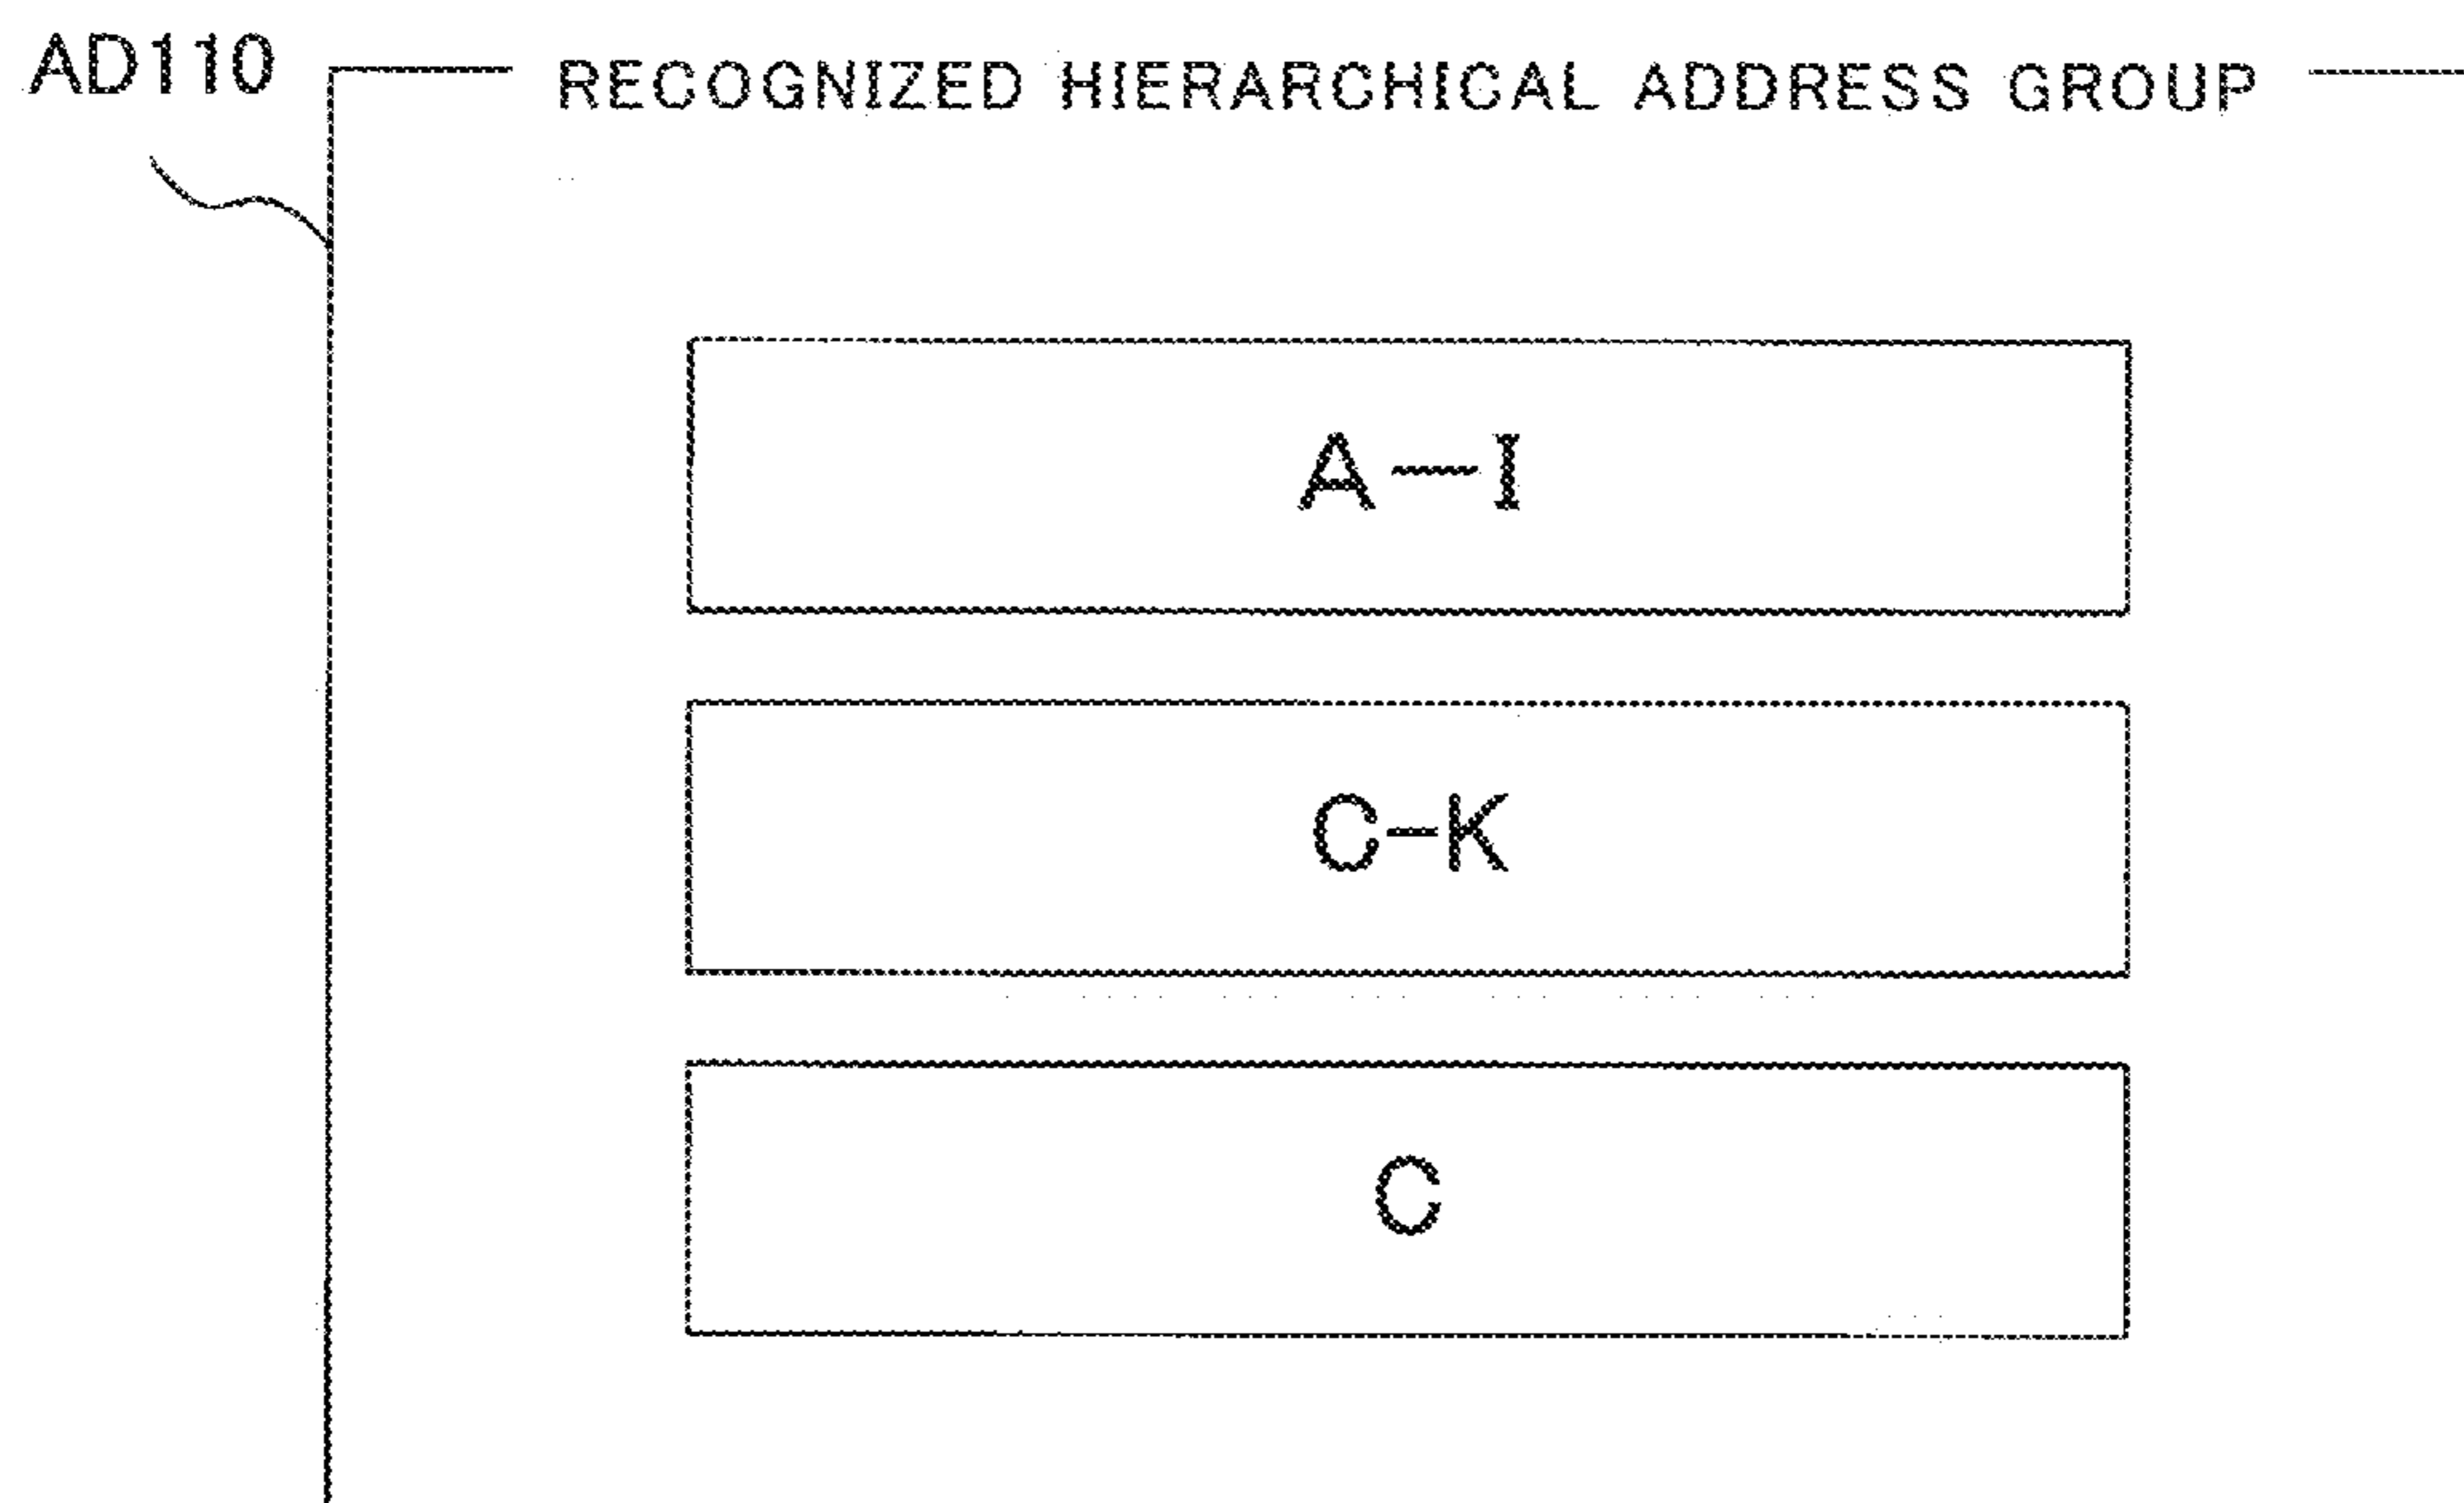 AD110
RECOGNIZED HIERARCHICAL ADDRESS GROUP
A—I
C-K
C